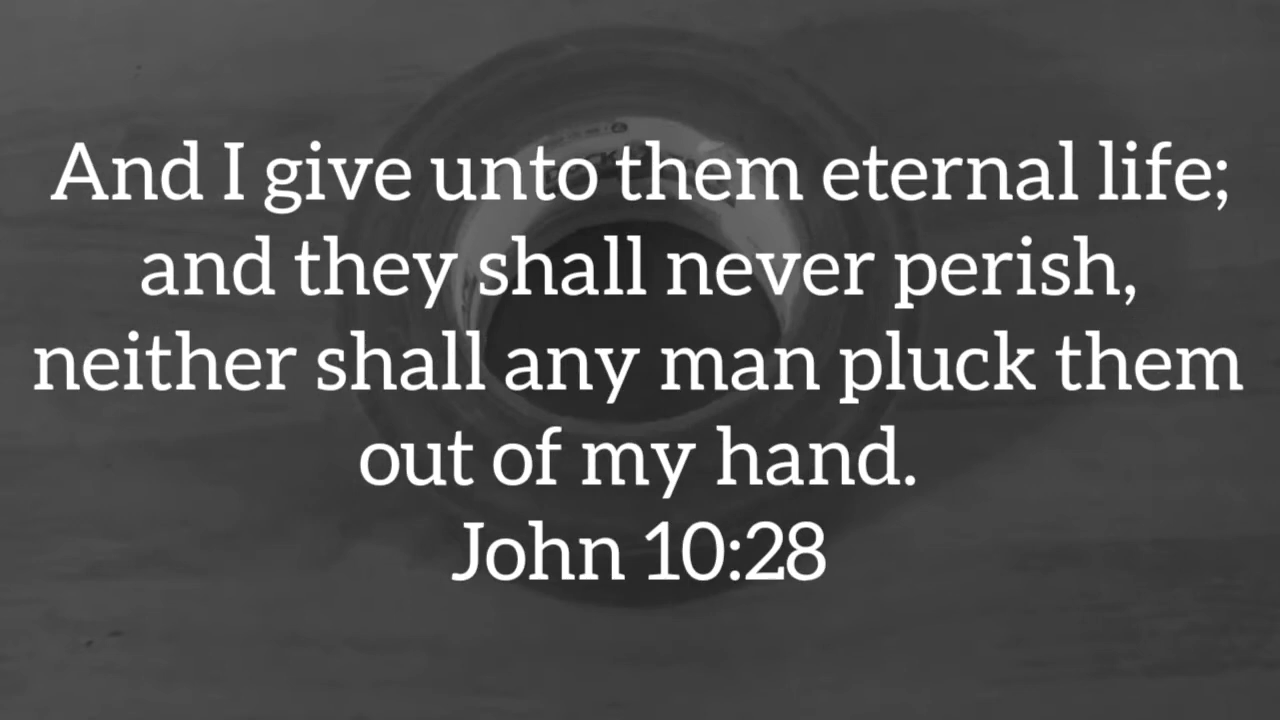 And I give unto them eternal life;
and they shall never perish,
neither shall any man pluck them
out of my hand.
John 10:28